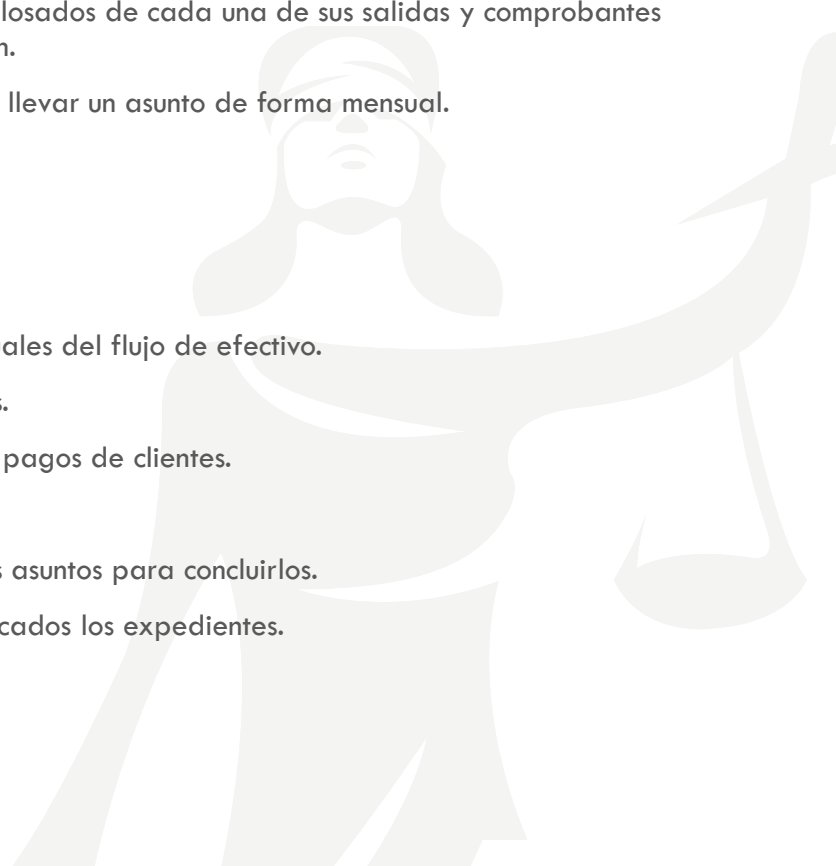 losados de cada una de sus salidas y comprobantes
n.
llevar un asunto de forma mensual.
ales del flujo de efectivo.
s.
pagos de clientes.
s asuntos para concluirlos.
cados los expedientes.